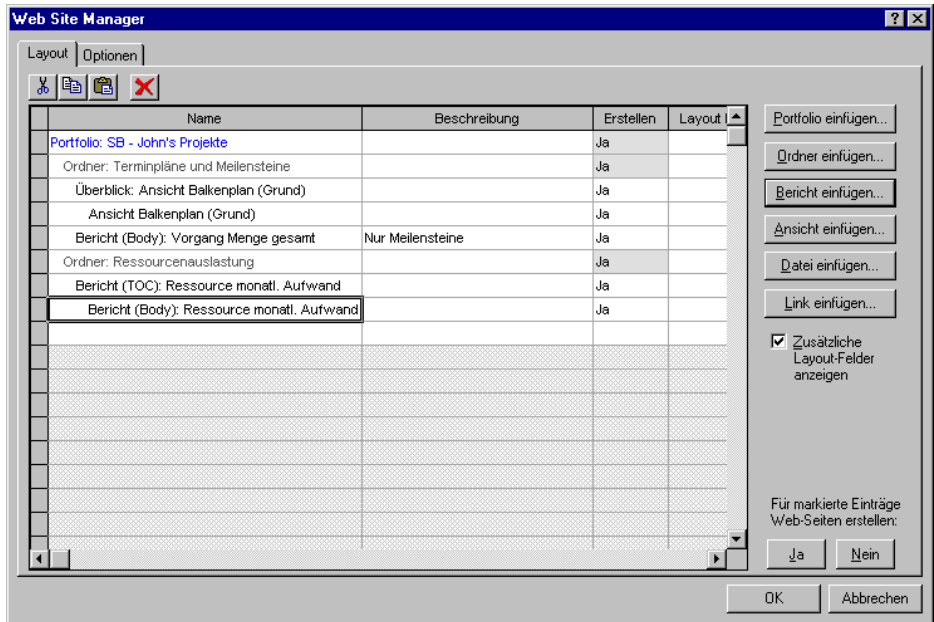 Web Site Manager
Layout
Optionen
Name Beschreibung Erstellen Layout
Portfolio: SB - John's Projekte Ja
Ordner: Terminpläne und Meilensteine Ja
Überblick: Ansicht Balkenplan (Grund) Ja
Ansicht Balkenplan (Grund) Ja
Bericht (Body): Vorgang Menge gesamt Nur Meilensteine Ja
Ordner: Ressourcenauslastung Ja
Bericht (TOC): Ressource monatl. Aufwand Ja
Bericht (Body): Ressource monatl. Aufwand Ja
Portfolio einfügen...
Ordner einfügen...
Bericht einfügen...
Ansicht einfügen...
Datei einfügen...
Link einfügen...
Zusätzliche
Layout-Felder
anzeigen
Für markierte Einträge
Web-Seiten erstellen:
Ja Nein
OK Abbrechen